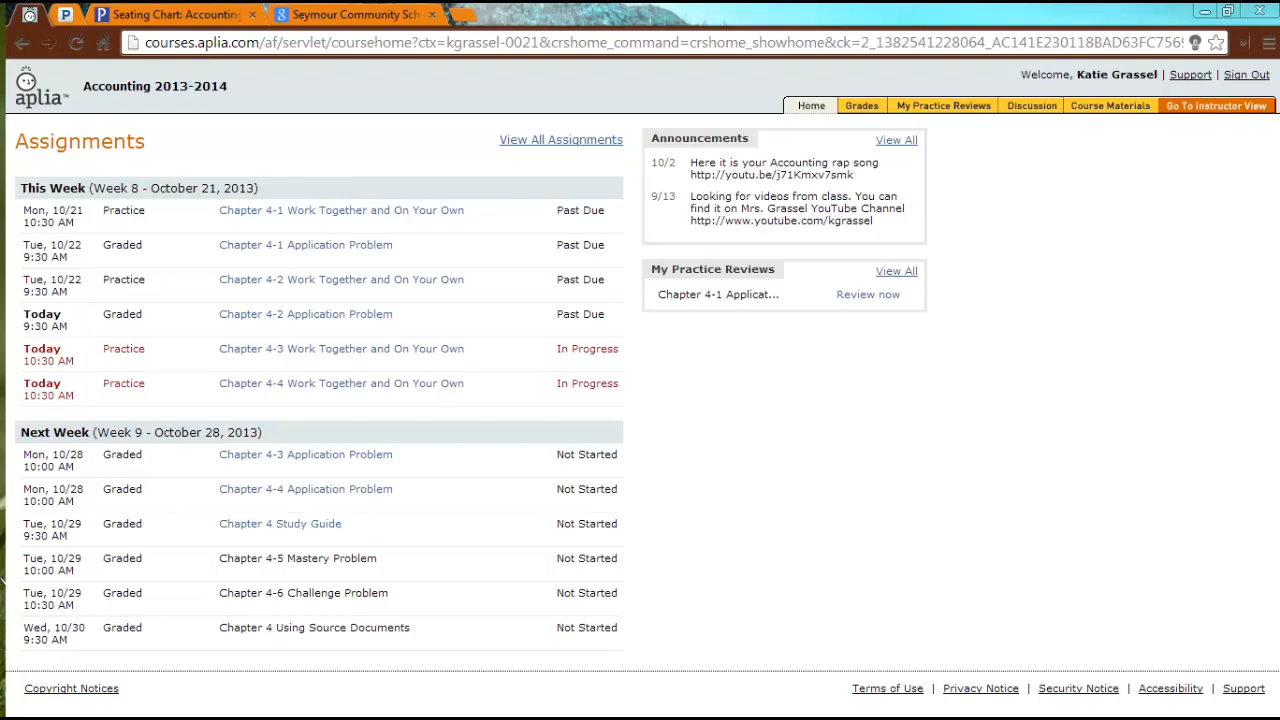 P
P Seating Chart: Accounting ×
8 Seymour Community Sch ×
courses.aplia.com/af/servlet/coursehome?ctx=kgrassel-0021&crshome_command=crshome_showhome&ck=2_1382541228064_AC141E230118BAD63FC7569
aplia™
Accounting 2013-2014
Welcome, Katie Grassel | Support | Sign Out
Home Grades My Practice Reviews Discussion Course Materials Go To Instructor View
Assignments
View All Assignments
This Week (Week 8 - October 21, 2013)
Mon, 10/21 Practice Chapter 4-1 Work Together and On Your Own Past Due
10:30 AM
Tue, 10/22 Graded Chapter 4-1 Application Problem Past Due
9:30 AM
Tue, 10/22 Practice Chapter 4-2 Work Together and On Your Own Past Due
9:30 AM
Today Graded Chapter 4-2 Application Problem Past Due
9:30 AM
Today Practice Chapter 4-3 Work Together and On Your Own In Progress
10:30 AM
Today Practice Chapter 4-4 Work Together and On Your Own In Progress
10:30 AM
Next Week (Week 9 - October 28, 2013)
Mon, 10/28 Graded Chapter 4-3 Application Problem Not Started
10:00 AM
Mon, 10/28 Graded Chapter 4-4 Application Problem Not Started
10:00 AM
Tue, 10/29 Graded Chapter 4 Study Guide Not Started
9:30 AM
Tue, 10/29 Graded Chapter 4-5 Mastery Problem Not Started
10:00 AM
Tue, 10/29 Graded Chapter 4-6 Challenge Problem Not Started
10:30 AM
Wed, 10/30 Graded Chapter 4 Using Source Documents Not Started
9:30 AM
Announcements View All
10/2 Here it is your Accounting rap song
http://youtu.be/j71Kmxv7smk
9/13 Looking for videos from class. You can
find it on Mrs. Grassel YouTube Channel
http://www.youtube.com/kgrassel
My Practice Reviews View All
Chapter 4-1 Applicat... Review now
Copyright Notices
Terms of Use | Privacy Notice | Security Notice | Accessibility | Support